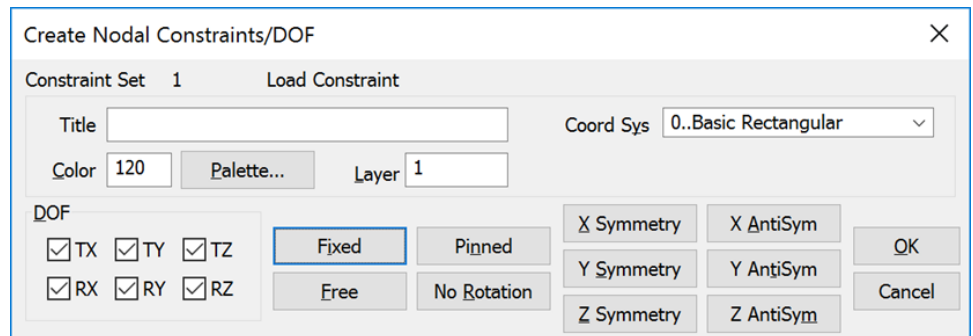 Create Nodal Constraints/DOF
Constraint Set 1 Load Constraint
Title Coord Sys 0..Basic Rectangular
Color 120 Palette... Layer 1
DOF
TX TY TZ
RX RY RZ
Fixed Pinned
Free No Rotation
X Symmetry X AntiSym
Y Symmetry Y AntiSym
Z Symmetry Z AntiSym
OK
Cancel